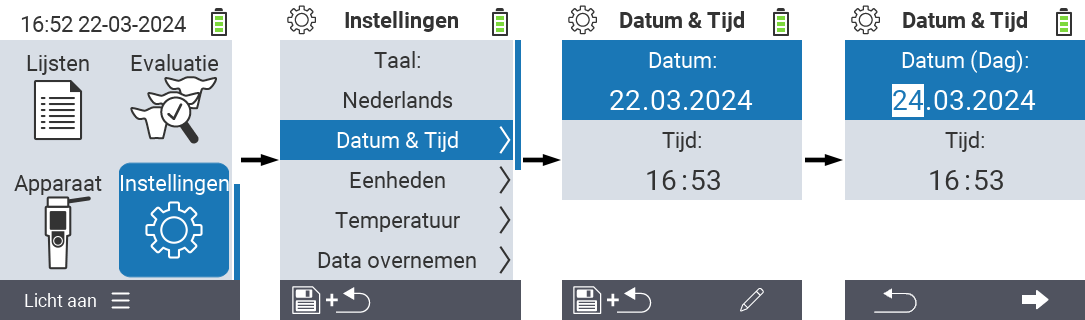 16:52 22-03-2024
Lijsten
Evaluatie
Apparaat
Instellingen
Licht aan
Instellingen
Taal:
Nederlands
Datum & Tijd
Eenheden
Temperatuur
Data overnemen
+
Datum & Tijd
Datum:
22.03.2024
Tijd:
16:53
+
Datum & Tijd
Datum (Dag):
24.03.2024
Tijd:
16:53